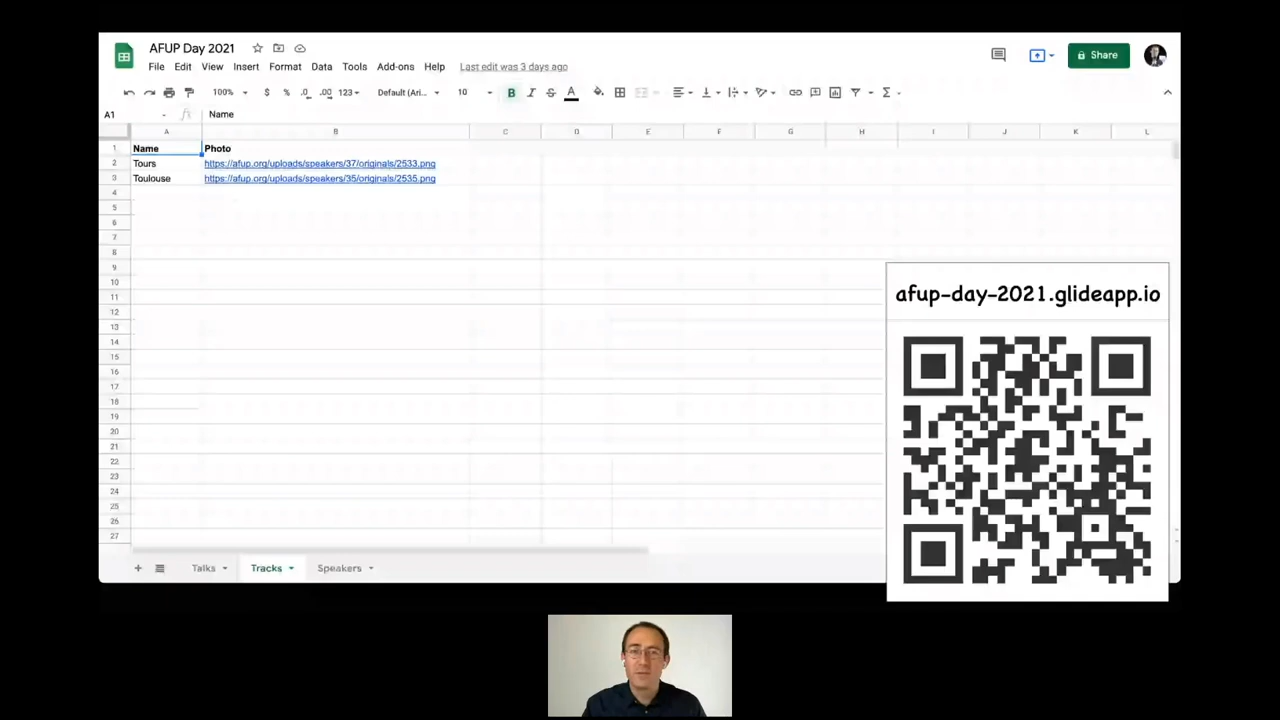 AFUP Day 2021
File Edit View Insert Format Data Tools Add-ons Help Last edit was 3 days ago
Share
100% $ % .0 .00 123 Default (Ari... 10 B I S A Σ
A1 fx Name
A B C D E F G H I J K L
1 Name Photo
2 Tours https://afup.org/uploads/speakers/37/originals/2533.png
3 Toulouse https://afup.org/uploads/speakers/35/originals/2535.png
4
5
6
7
8
9
10
11
12
13
14
15
16
17
18
19
20
21
22
23
24
25
26
27
afup-day-2021.glideapp.io
+ Talks Tracks Speakers